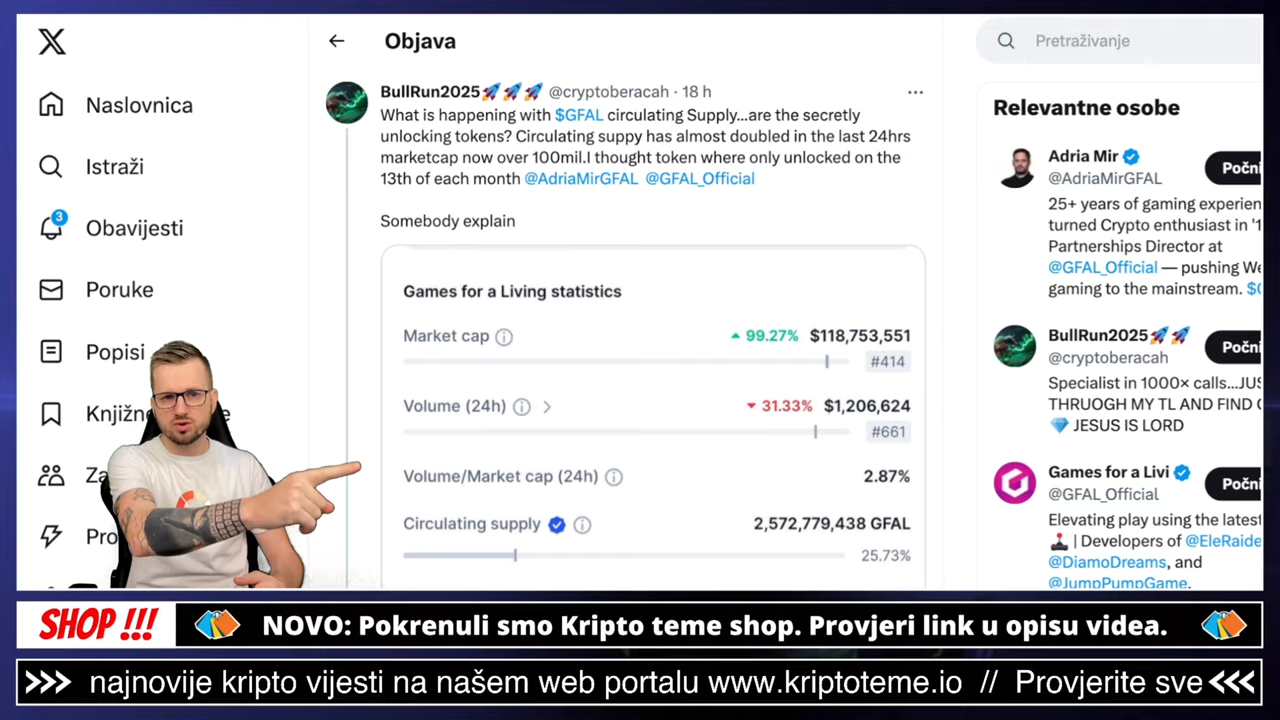 Naslovnica
Istraži
3
Obavijesti
Poruke
Popisi
Objava
BullRun2025🚀🚀🚀 @cryptoberacah · 18 h
What is happening with $GFAL circulating Supply...are the secretly
unlocking tokens? Circulating suppy has almost doubled in the last 24hrs
marketcap now over 100mil.I thought token where only unlocked on the
13th of each month @AdriaMirGFAL @GFAL_Official
Somebody explain
Games for a Living statistics
Market cap 99.27% $118,753,551
#414
Volume (24h) 31.33% $1,206,624
#661
Volume/Market cap (24h) 2.87%
Circulating supply 2,572,779,438 GFAL
25.73%
Pretraživanje
Relevantne osobe
Adria Mir
@AdriaMirGFAL
Počni
25+ years of gaming experien
turned Crypto enthusiast in '1
Partnerships Director at
@GFAL_Official — pushing We
gaming to the mainstream. $G
BullRun2025🚀🚀
@cryptoberacah
Počni
Specialist in 1000× calls...JUS
THRUOGH MY TL AND FIND
💎 JESUS IS LORD
Games for a Livi
@GFAL_Official
Počni
Elevating play using the latest
🕹️ | Developers of @EleRaide
@DiamoDreams, and
@JumpPumpGame.
SHOP !!! NOVO: Pokrenuli smo Kripto teme shop. Provjeri link u opisu videa.
>>> najnovije kripto vijesti na našem web portalu www.kriptoteme.io // Provjerite sve <<<